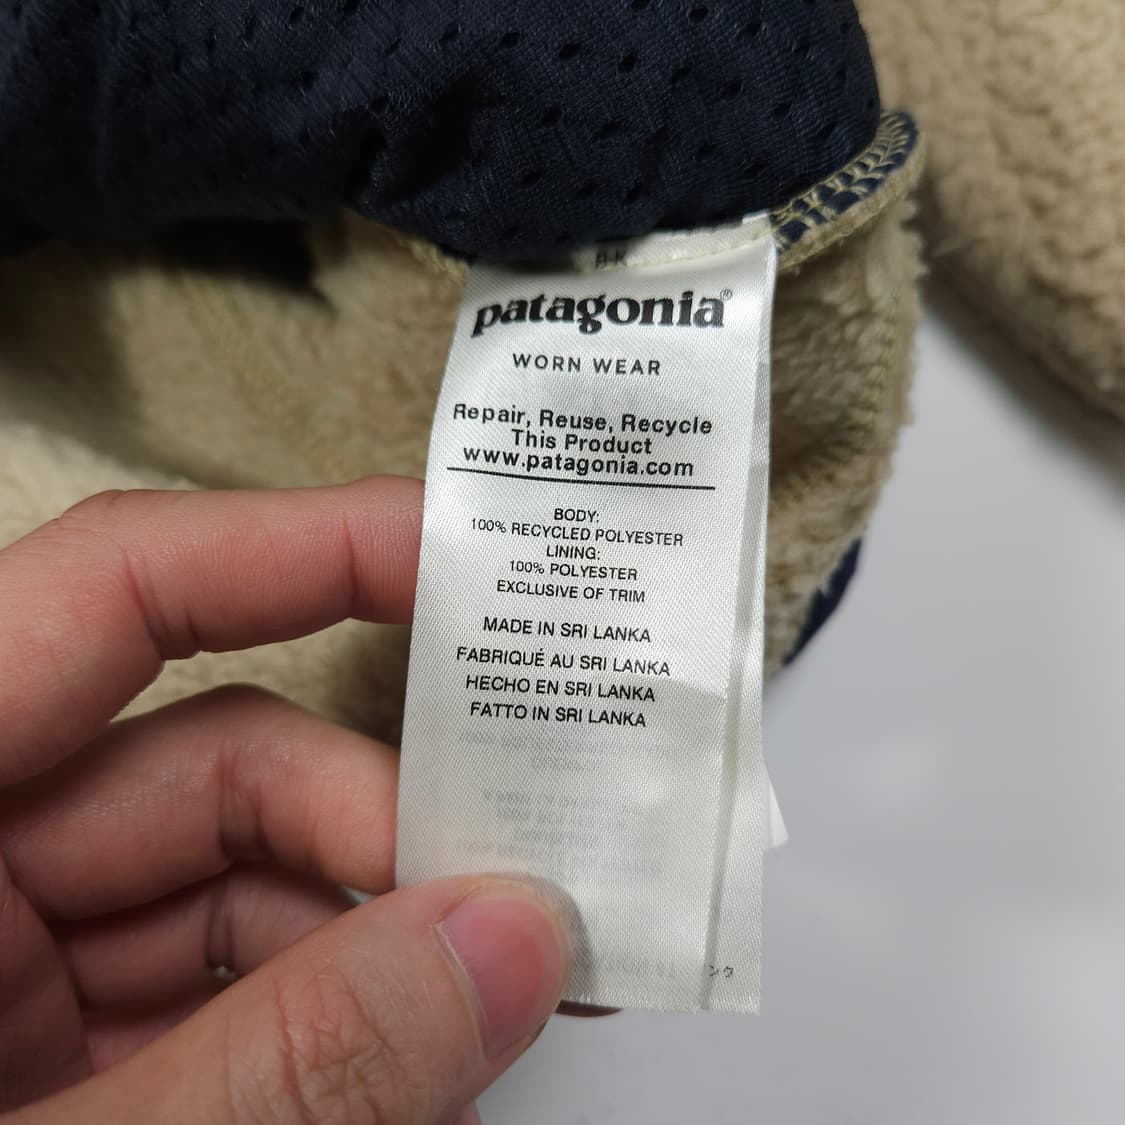 patagonia®
WORN WEAR
Repair, Reuse, Recycle
This Product
www.patagonia.com
BODY:
100% RECYCLED POLYESTER
LINING:
100% POLYESTER
EXCLUSIVE OF TRIM
MADE IN SRI LANKA
FABRIQUÉ AU SRI LANKA
HECHO EN SRI LANKA
FATTO IN SRI LANKA